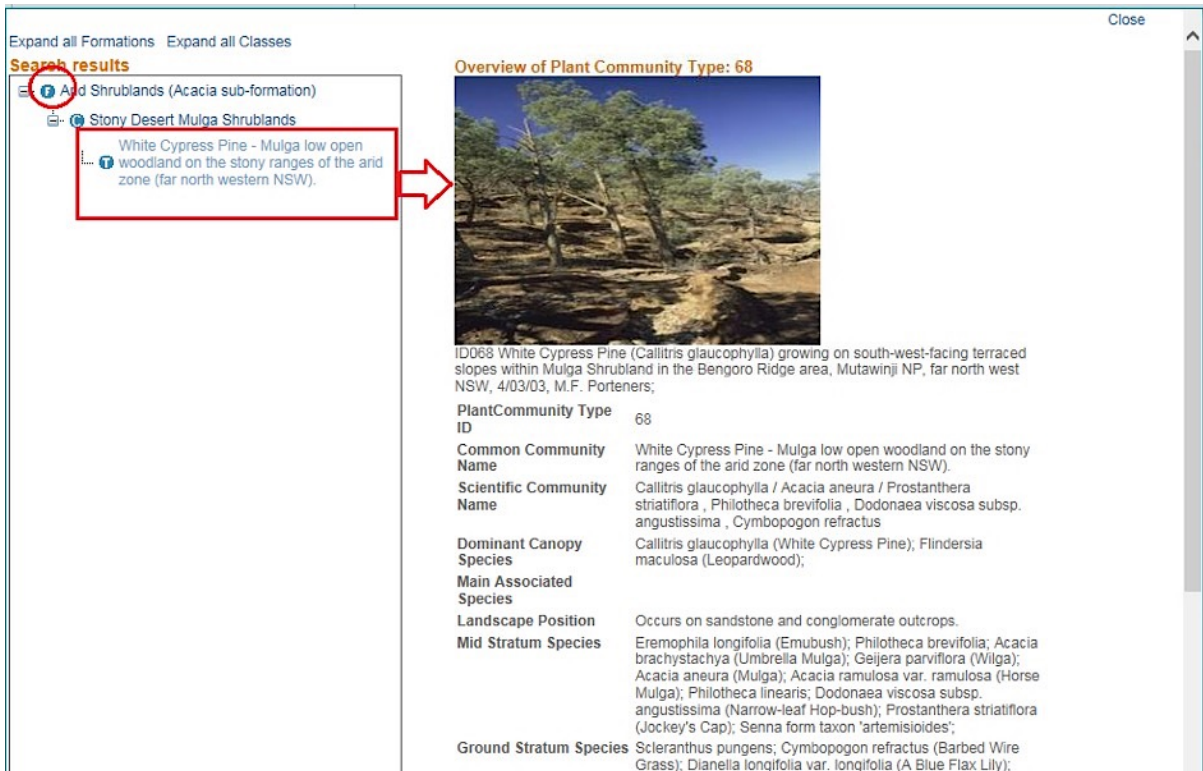 Close
Expand all Formations Expand all Classes
Search results
F Arid Shrublands (Acacia sub-formation)
C Stony Desert Mulga Shrublands
White Cypress Pine - Mulga low open
T woodland on the stony ranges of the arid
zone (far north western NSW).
Overview of Plant Community Type: 68
ID068 White Cypress Pine (Callitris glaucophylla) growing on south-west-facing terraced
slopes within Mulga Shrubland in the Bengoro Ridge area, Mutawinji NP, far north west
NSW, 4/03/03, M.F. Porteners;
PlantCommunity Type
ID
68
Common Community
Name
White Cypress Pine - Mulga low open woodland on the stony
ranges of the arid zone (far north western NSW).
Scientific Community
Name
Callitris glaucophylla / Acacia aneura / Prostanthera
striatiflora , Philotheca brevifolia , Dodonaea viscosa subsp.
angustissima , Cymbopogon refractus
Dominant Canopy
Species
Callitris glaucophylla (White Cypress Pine); Flindersia
maculosa (Leopardwood);
Main Associated
Species
Landscape Position
Occurs on sandstone and conglomerate outcrops.
Mid Stratum Species
Eremophila longifolia (Emubush); Philotheca brevifolia; Acacia
brachystachya (Umbrella Mulga); Geijera parviflora (Wilga);
Acacia aneura (Mulga); Acacia ramulosa var. ramulosa (Horse
Mulga); Philotheca linearis; Dodonaea viscosa subsp.
angustissima (Narrow-leaf Hop-bush); Prostanthera striatiflora
(Jockey's Cap); Senna form taxon 'artemisioides';
Ground Stratum Species
Scleranthus pungens; Cymbopogon refractus (Barbed Wire
Grass); Dianella longifolia var. longifolia (A Blue Flax Lily);